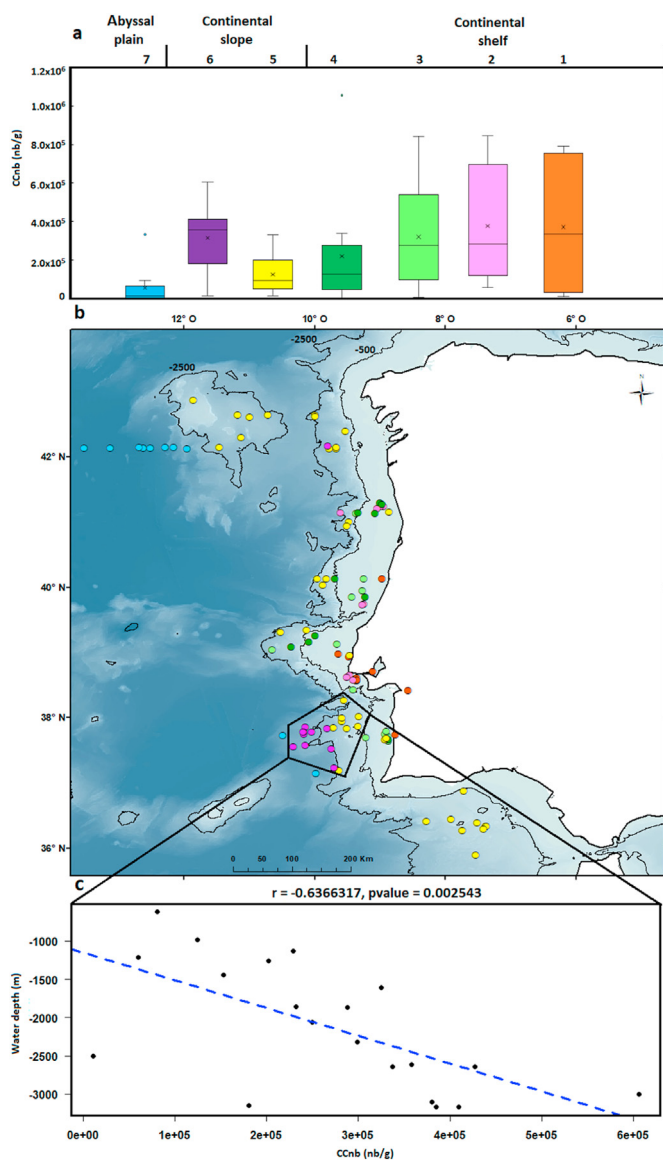 Abyssal plain Continental slope Continental shelf
a
7 6 5 4 3 2 1
1.2x10⁶
1.0x10⁶
8.0x10⁵
6.0x10⁵
4.0x10⁵
2.0x10⁵
0
CCnb (nb/g)
b
12° O 10° O 8° O 6° O
-2500 -500
-2500
N
42° N
40° N
38° N
36° N
0 50 100 200 Km
c
r = -0.6366317, pvalue = 0.002543
-1000
-1500
-2000
-2500
-3000
Water depth (m)
0e+00 1e+05 2e+05 3e+05 4e+05 5e+05 6e+05
CCnb (nb/g)